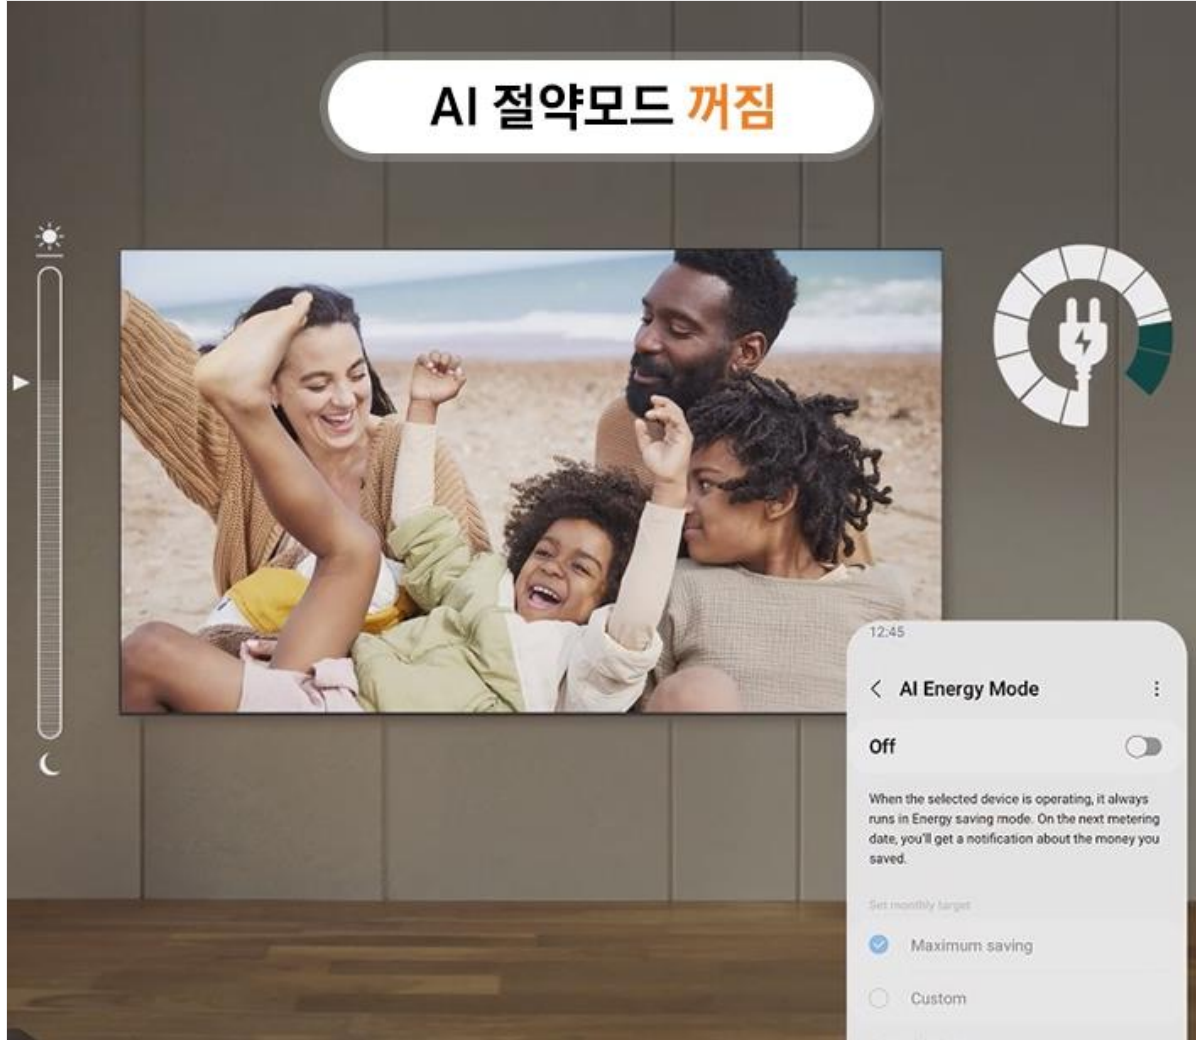 AI 절약모드 꺼짐
12:45
AI Energy Mode
Off
When the selected device is operating, it always
runs in Energy saving mode. On the next metering
date, you'll get a notification about the money you
saved.
Set monthly target
Maximum saving
Custom